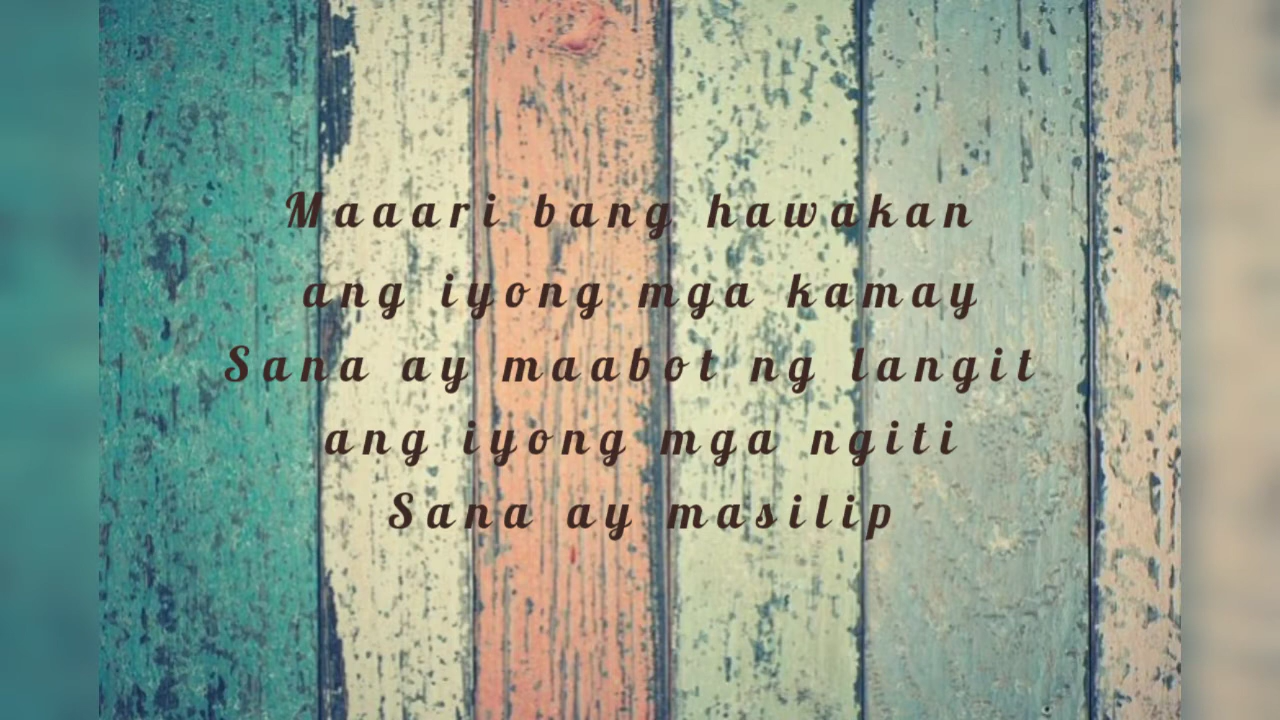 Maaari bang hawakan
ang iyong mga kamay
Sana ay maabot ng langit
ang iyong mga ngiti
Sana ay masilip